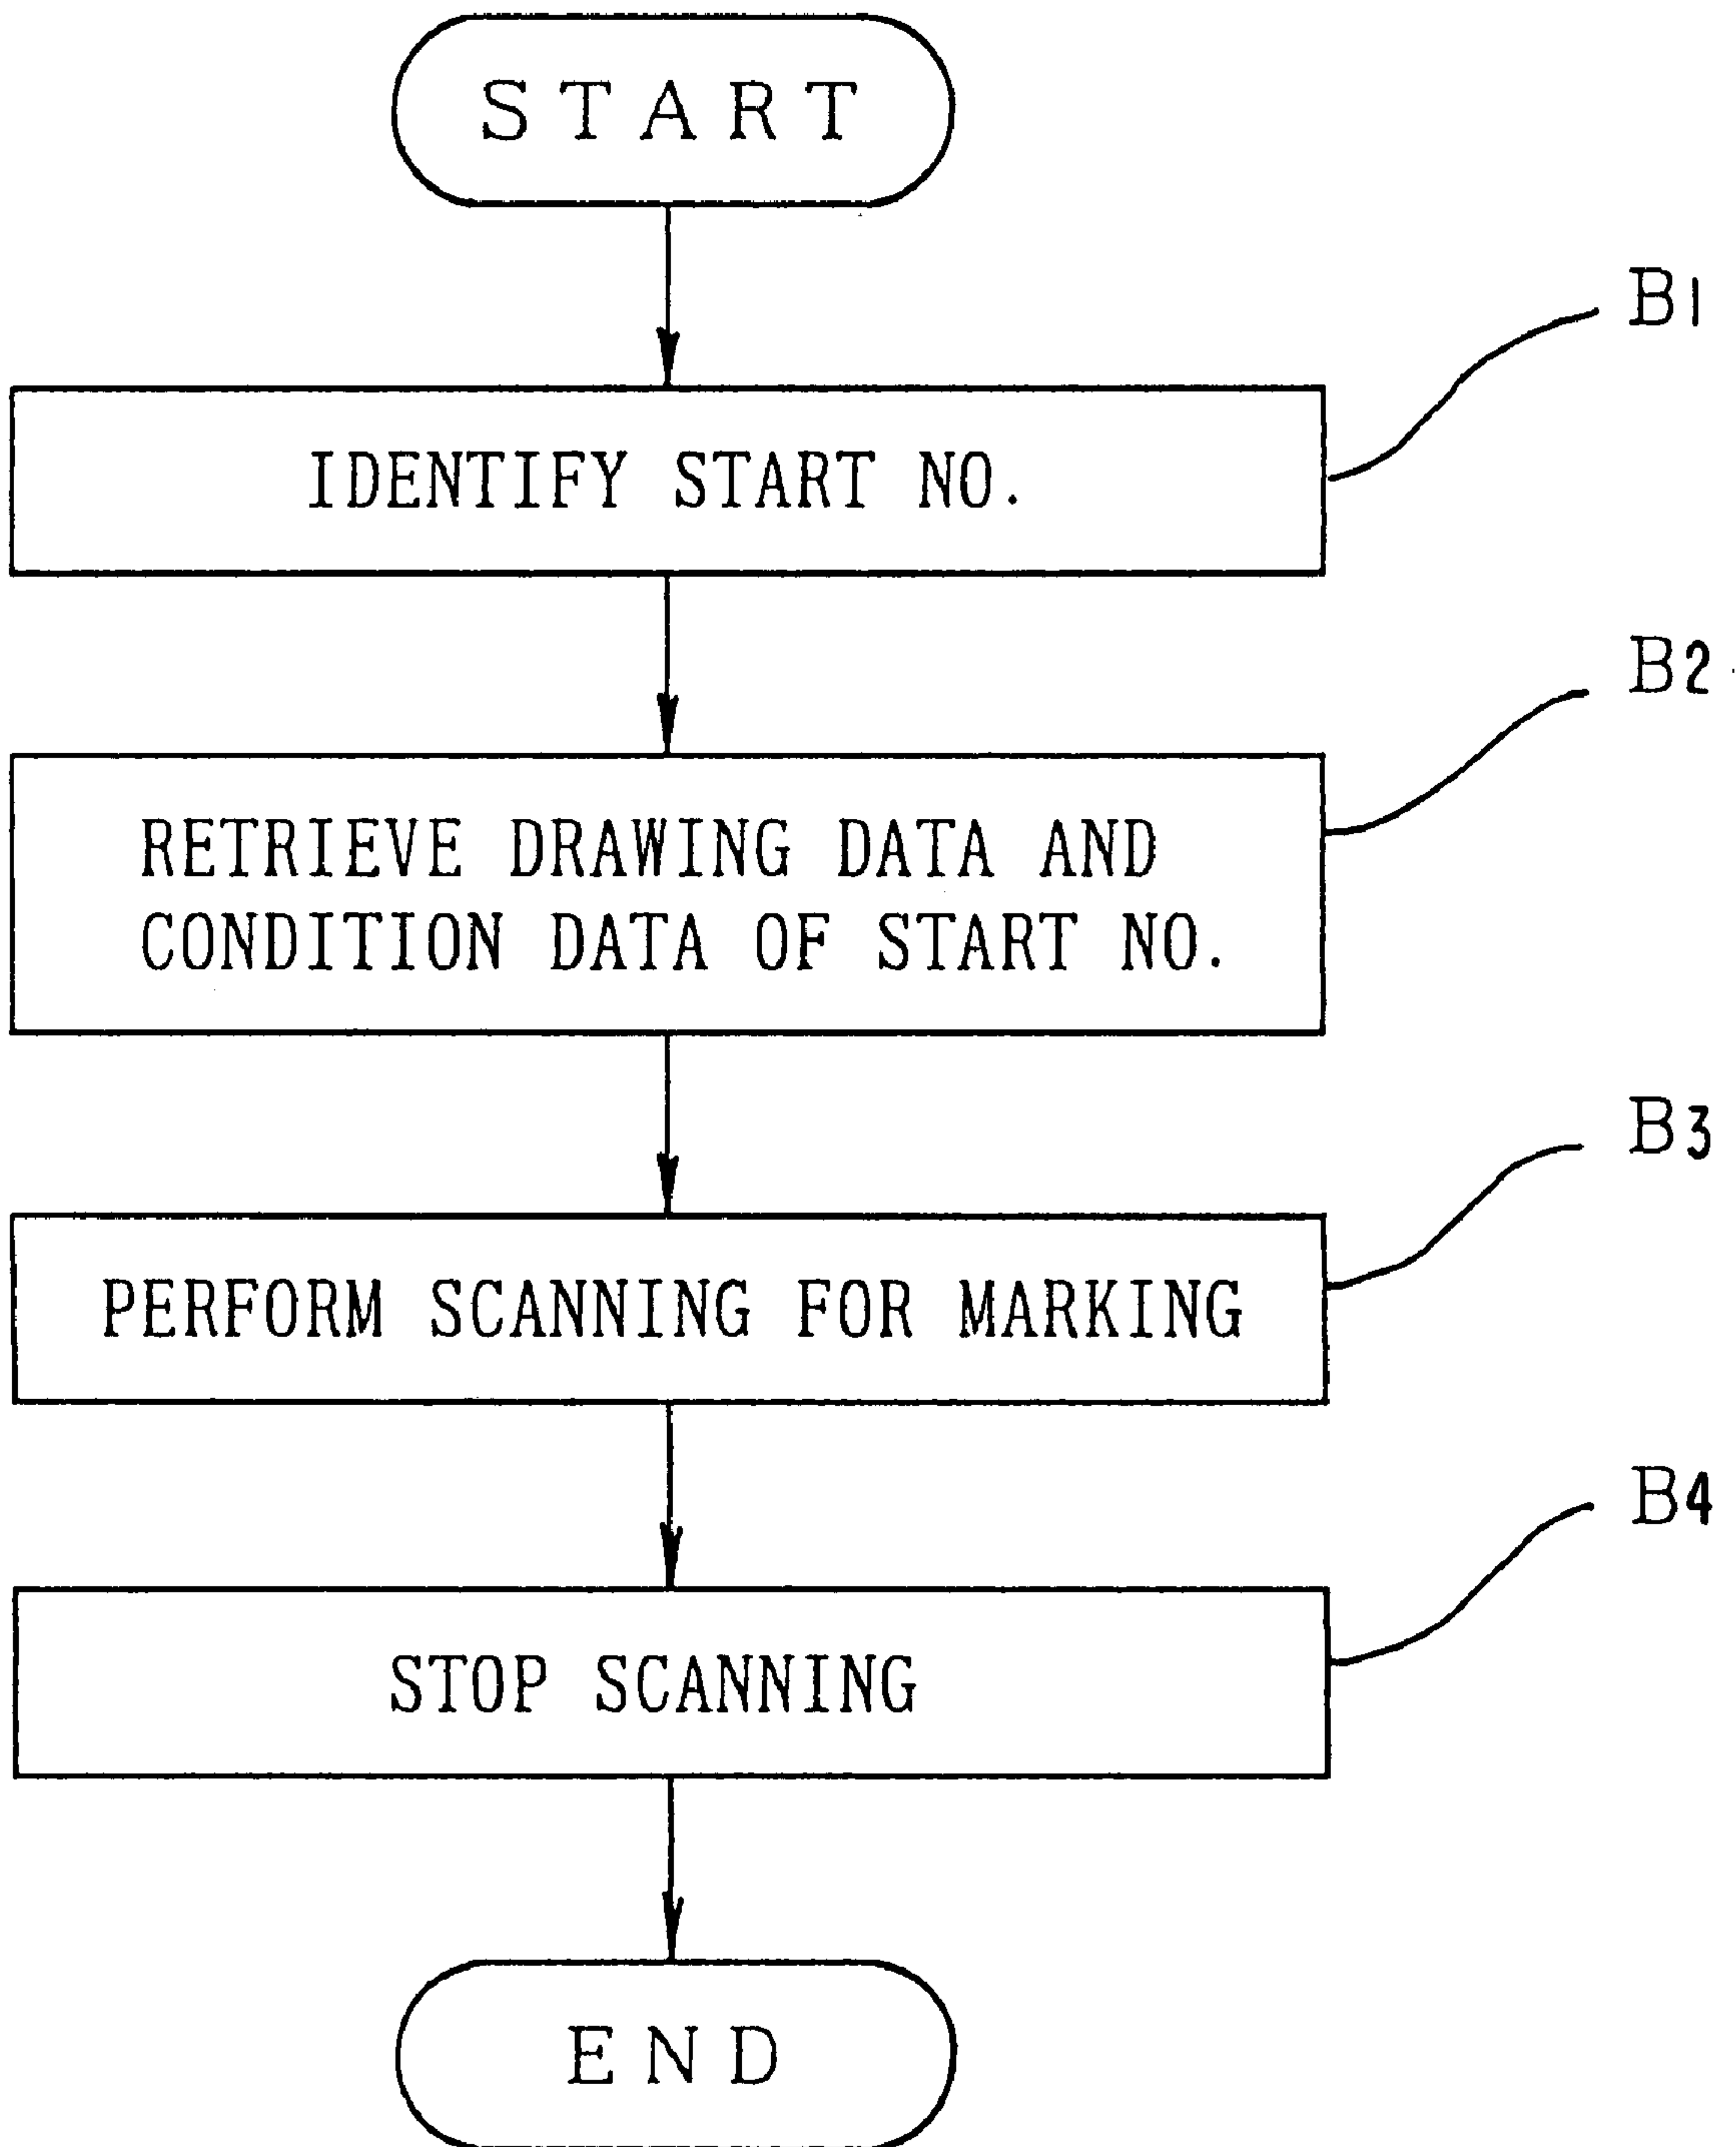 START
B1
IDENTIFY START NO.
B2
RETRIEVE DRAWING DATA AND
CONDITION DATA OF START NO.
B3
PERFORM SCANNING FOR MARKING
B4
STOP SCANNING
END